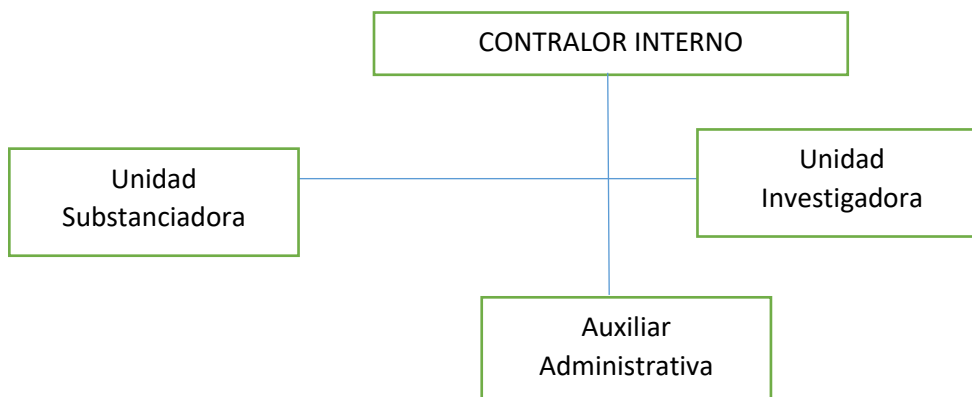 CONTRALOR INTERNO
Unidad
Substanciadora
Unidad
Investigadora
Auxiliar
Administrativa